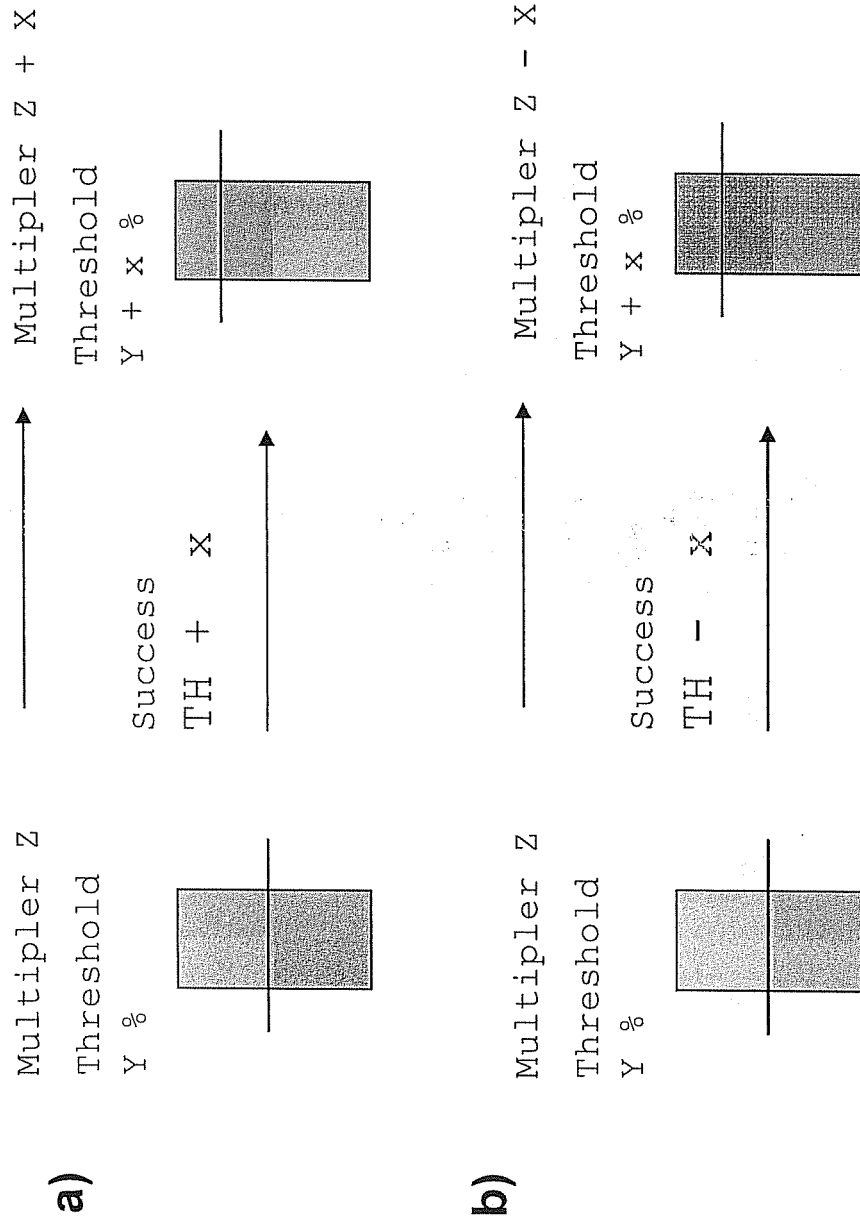 a)
Multipler Z
Threshold
Y %
Success
TH + X
Multipler Z + X
Threshold
Y + x %
b)
Multipler Z
Threshold
Y %
Success
TH - X
Multipler Z - X
Threshold
Y + x %